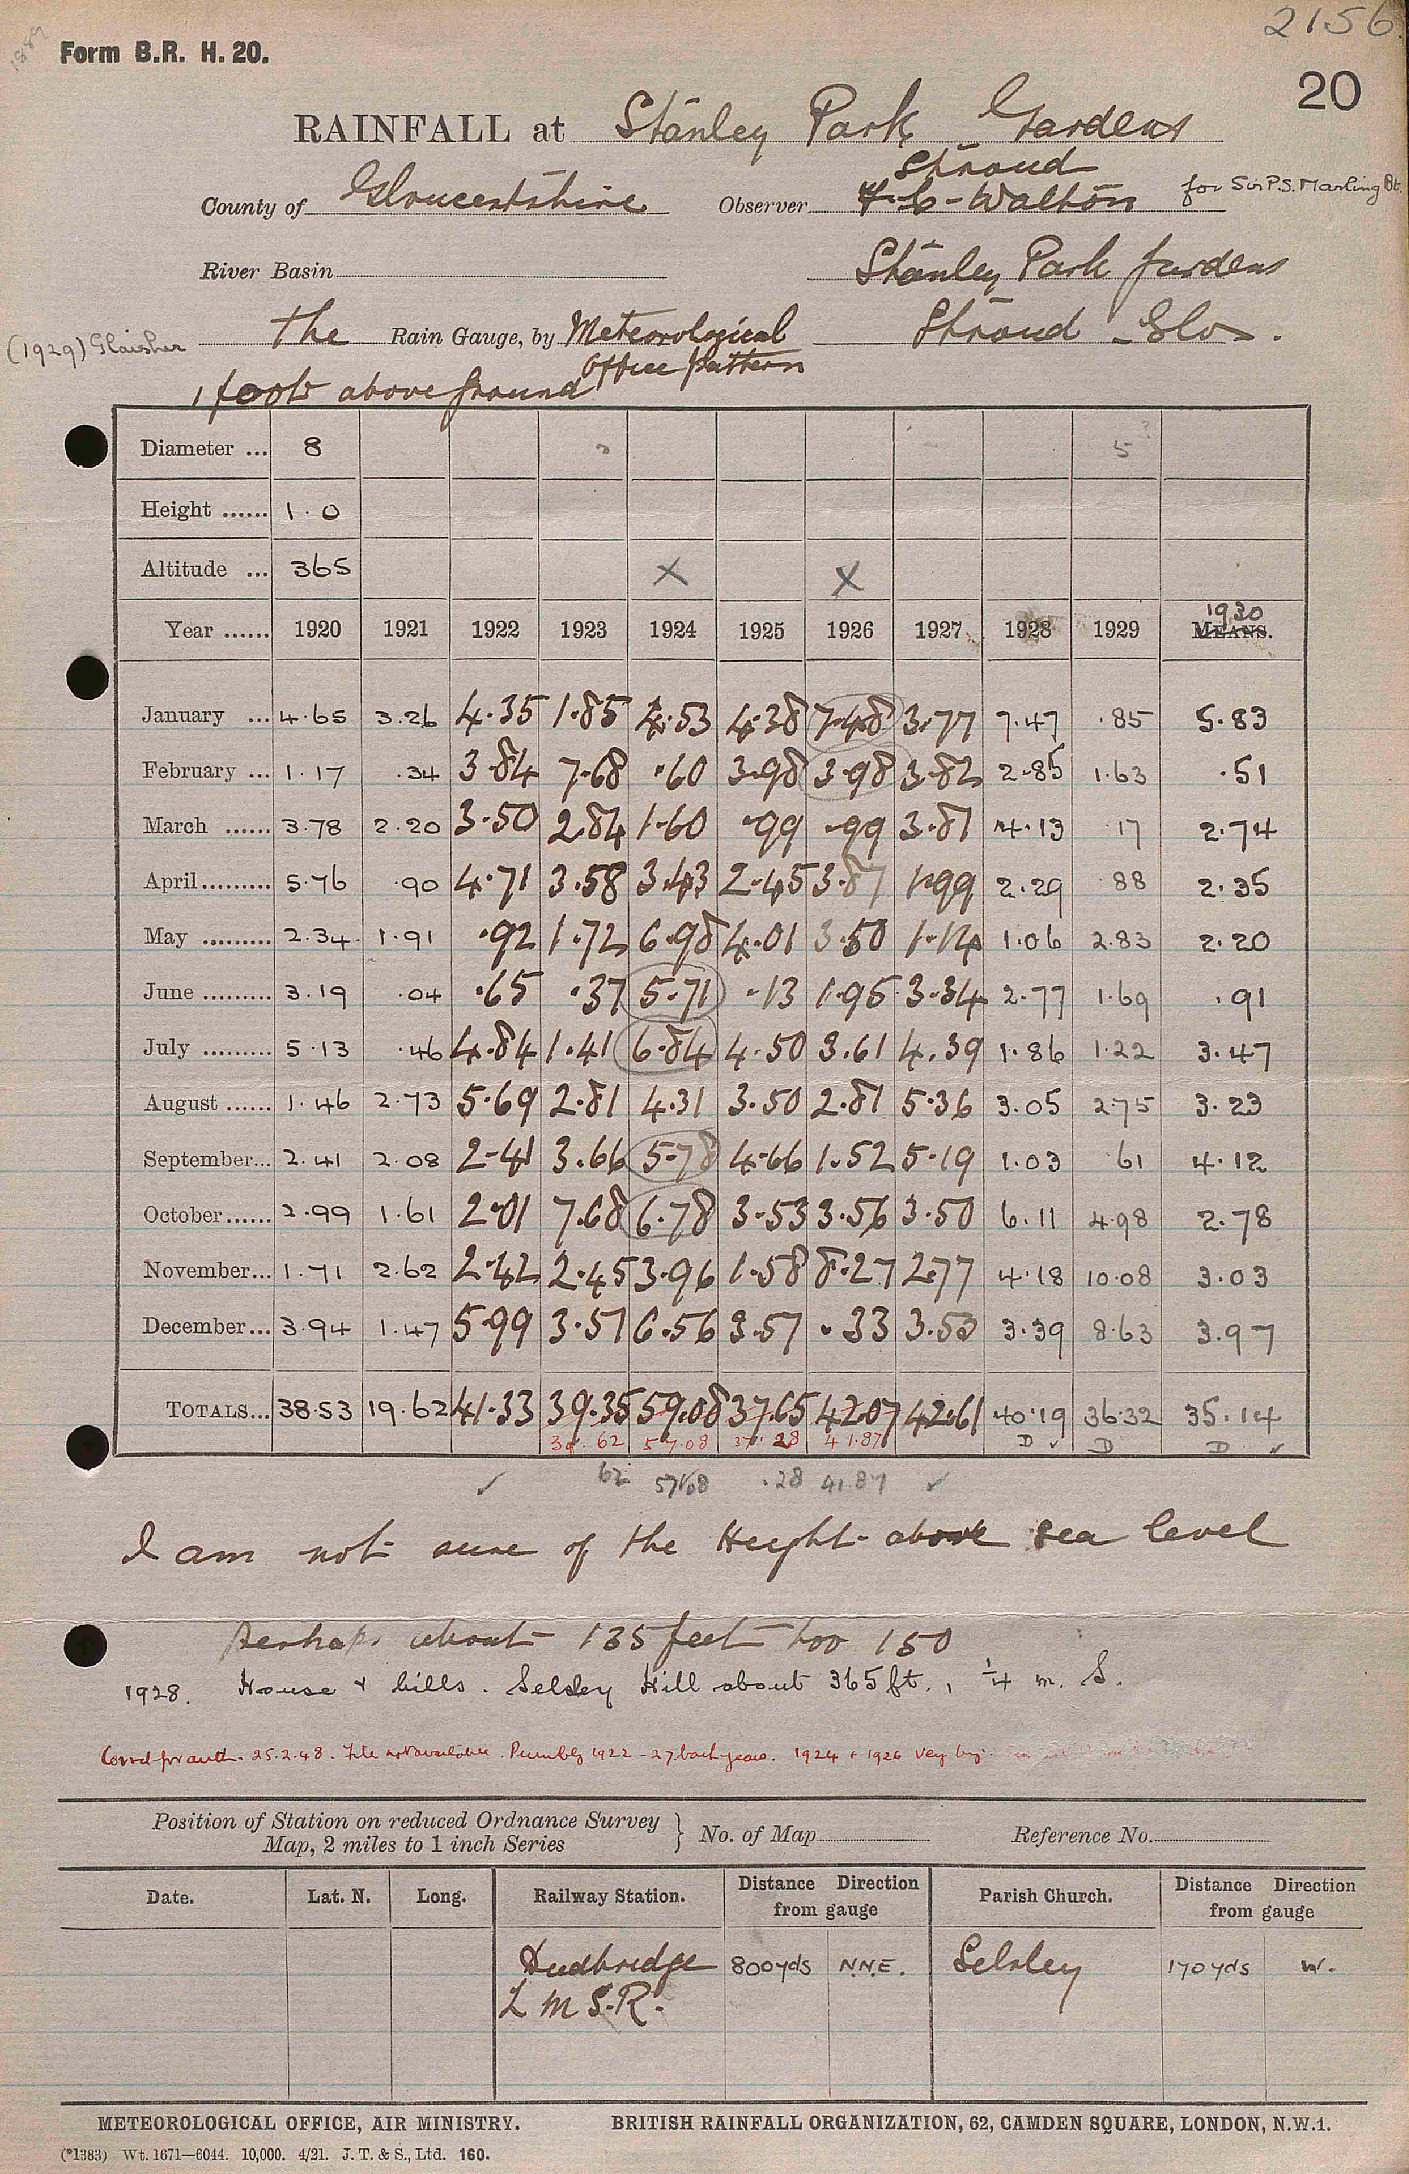 2156
Form B.R. H. 20.
20
RAINFALL at Stanley Park Gardens
Stroud
County of Gloucestshire Observer H. C - Walton for Sir P.S. Marling Bt.
River Basin Stanley Park Gardens
(1929) Glaisher The Rain Gauge, by Meteorological Stroud - Glos.
Office Pattern
1 foot above ground
Diameter ... 8 5
Height ...... 1.0
Altitude ... 365 X X
1930
Year ...... 1920 1921 1922 1923 1924 1925 1926 1927 1928 1929 MEANS.
January ... 4.65 3.26 4.35 1.85 4.53 4.38 7.48 3.77 7.47 .85 5.83
February ... 1.17 .34 3.84 7.68 .60 3.98 3.98 3.82 2.85 1.63 .51
March ...... 3.78 2.20 3.50 2.84 1.60 .99 .99 3.81 4.13 17 2.74
April......... 5.76 .90 4.71 3.58 3.43 2.45 3.87 1.99 2.29 88 2.35
May ......... 2.34 1.91 .92 1.72 6.98 4.01 3.50 1.14 1.06 2.83 2.20
June ......... 3.19 .04 .65 .37 5.71 .13 1.95 3.34 2.77 1.69 .91
July ......... 5.13 .46 4.84 1.41 6.84 4.50 3.61 4.39 1.86 1.22 3.47
August ...... 1.46 2.73 5.69 2.81 4.31 3.50 2.81 5.36 3.05 2.75 3.23
September... 2.41 2.08 2.41 3.66 5.78 4.66 1.52 5.19 1.03 61 4.12
October...... 2.99 1.61 2.01 7.68 6.78 3.53 3.56 3.50 6.11 4.98 2.78
November... 1.71 2.62 2.42 2.45 3.96 1.58 8.27 2.77 4.18 10.08 3.03
December... 3.94 1.47 5.99 3.57 6.56 3.57 .33 3.53 3.39 8.63 3.97
TOTALS... 38.53 19.62 41.33 39.35 59.08 37.65 42.07 42.61 40.19 36.32 35.14
39.62 57.08 37.28 41.87 D ✓ D D ✓
✓ 62 57.08 .28 41.87 ✓
I am not sure of the Height above sea level
Perhaps about 135 feet too 150
1928. House & hills. Selsley Hill about 365 ft., ¼ m. S.
25.2.48. File not available. 1922 - 27 1924 + 1926 very
Position of Station on reduced Ordnance Survey
Map, 2 miles to 1 inch Series } No. of Map Reference No.
Date. Lat. N. Long. Railway Station. Distance Direction from gauge Parish Church. Distance Direction from gauge
Dudbridge 800yds N.N.E. Selsley 170yds W.
L M S.R.
METEOROLOGICAL OFFICE, AIR MINISTRY. BRITISH RAINFALL ORGANIZATION, 62, CAMDEN SQUARE, LONDON, N.W.1.
(*1383) Wt. 1671—6044. 10,000. 4/21. J. T. & S., Ltd. 160.